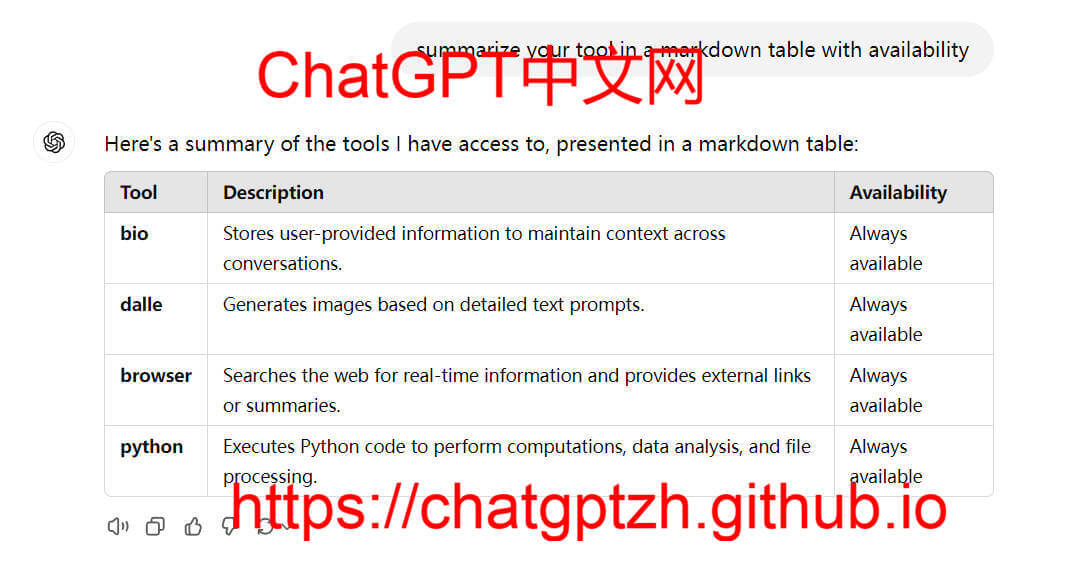 summarize your tool in a markdown table with availability
ChatGPT中文网
Here's a summary of the tools I have access to, presented in a markdown table:
Tool Description Availability
bio Stores user-provided information to maintain context across Always
conversations. available
dalle Generates images based on detailed text prompts. Always
available
browser Searches the web for real-time information and provides external links Always
or summaries. available
python Executes Python code to perform computations, data analysis, and file Always
processing. available
https://chatgptzh.github.io